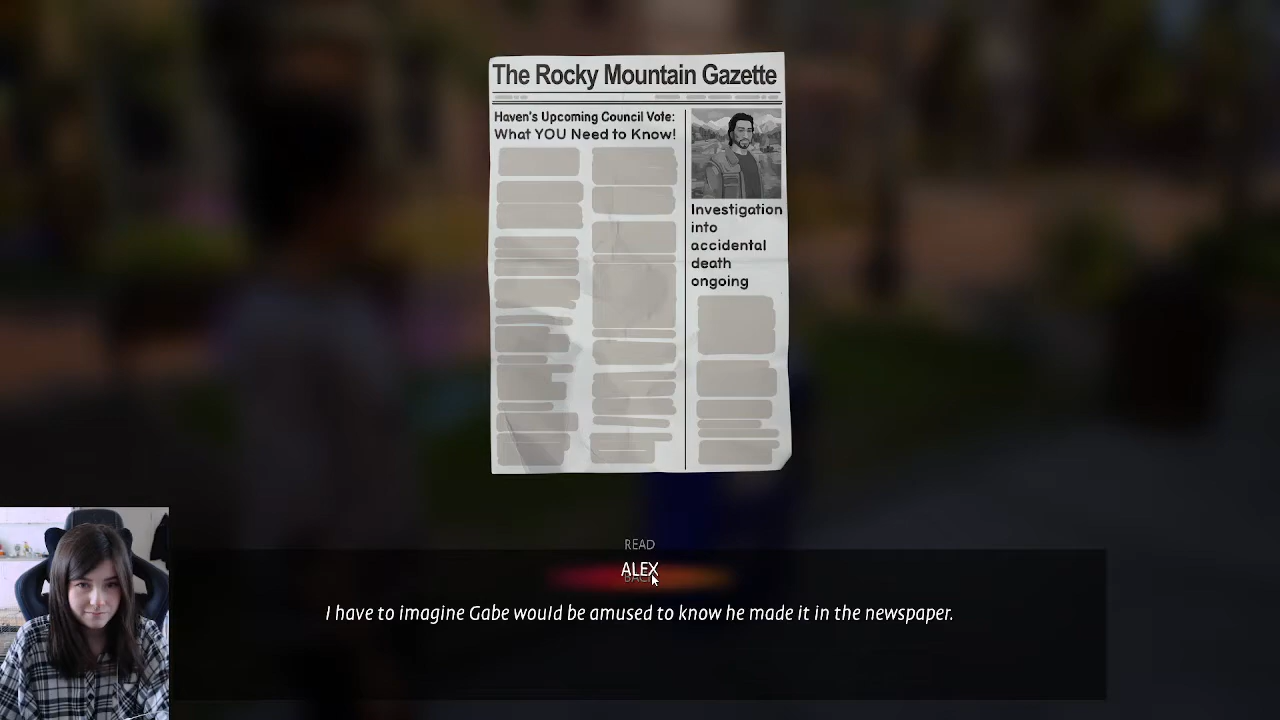 The Rocky Mountain Gazette
Haven's Upcoming Council Vote:
What YOU Need to Know!
Investigation
into
accidental
death
ongoing
READ
ALEX
BACK
I have to imagine Gabe would be amused to know he made it in the newspaper.